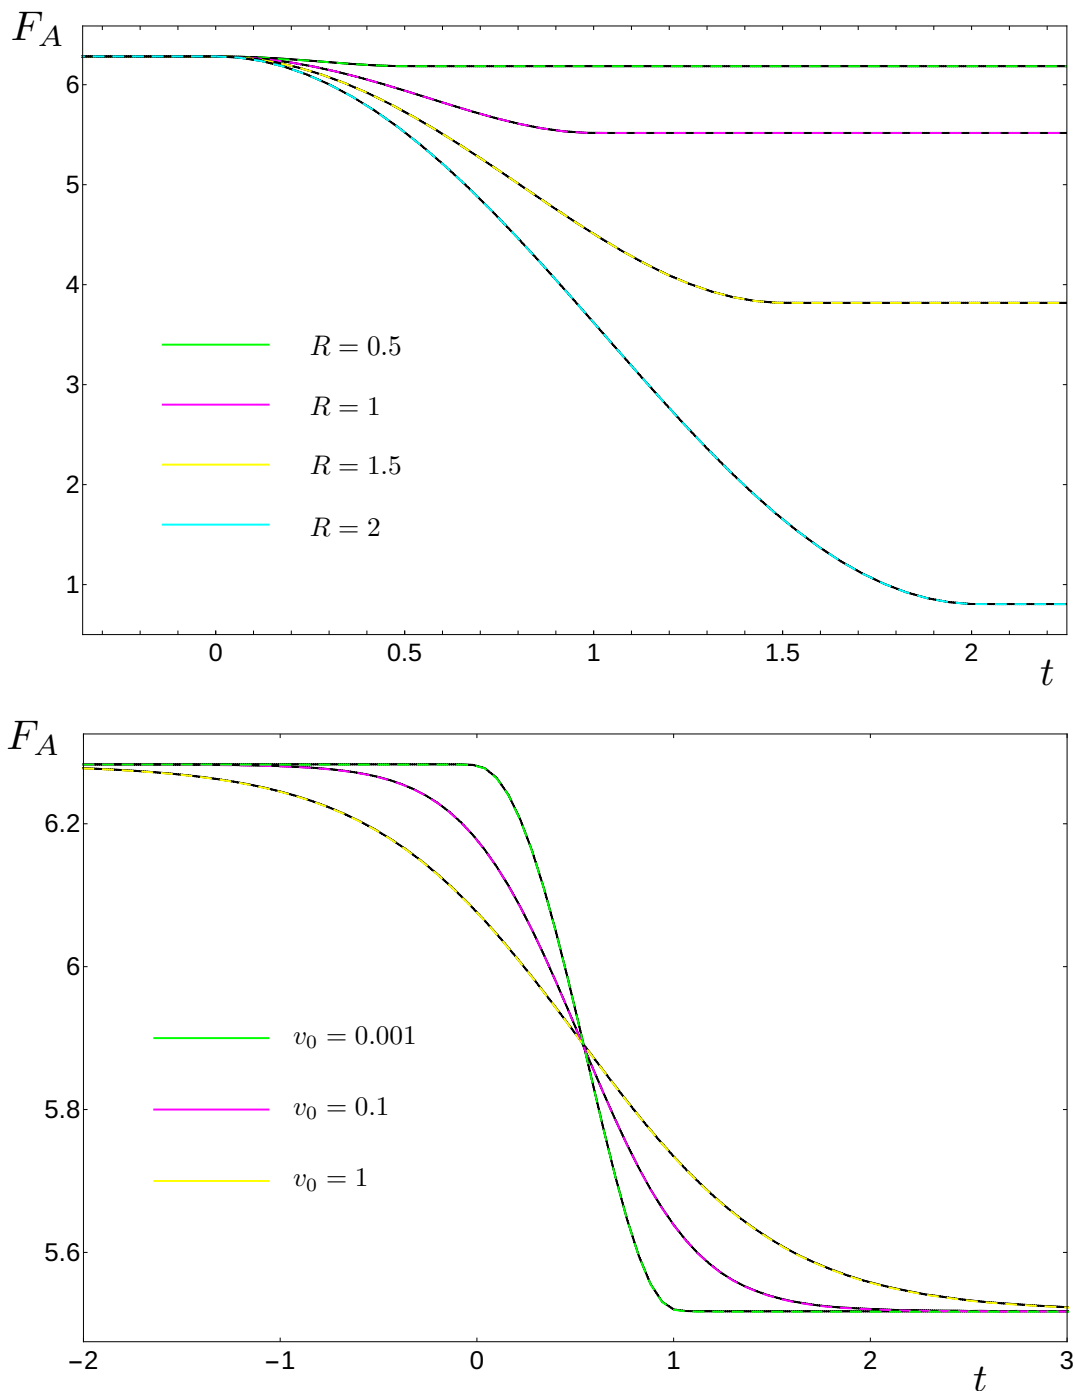 F_A
6
5
4
3
2
1
R = 0.5
R = 1
R = 1.5
R = 2
0 0.5 1 1.5 2
t
F_A
6.2
6
5.8
5.6
v_0 = 0.001
v_0 = 0.1
v_0 = 1
−2 −1 0 1 2 3
t